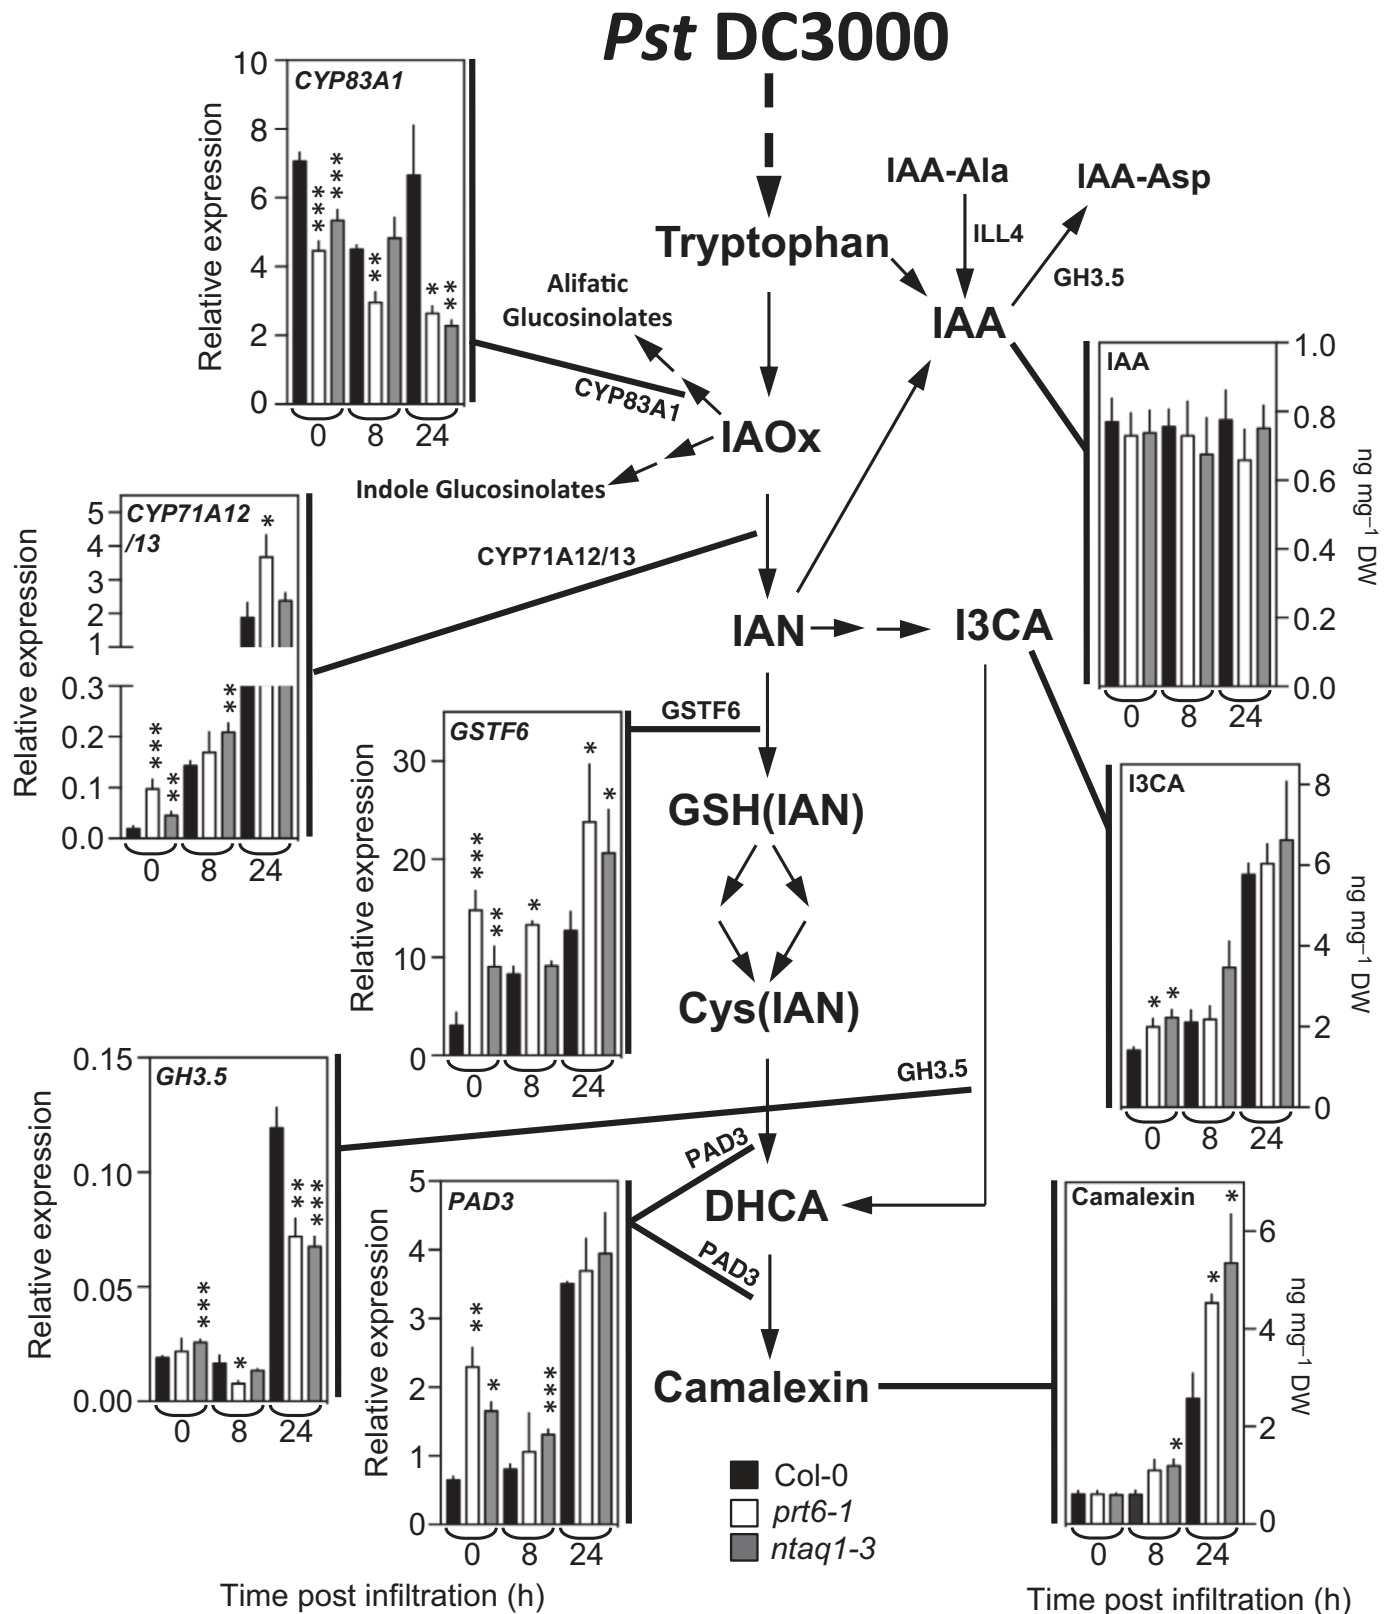 Pst DC3000
10
8
6
4
2
0
Relative expression
CYP83A1
***
***
**
*
**
0 8 24
IAA-Ala
IAA-Asp
ILL4
GH3.5
Tryptophan
IAA
Alifatic
Glucosinolates
CYP83A1
IAOx
Indole Glucosinolates
IAA
1.0
0.8
0.6
0.4
0.2
0.0
ng mg–1 DW
0 8 24
5
4
3
2
1
0.3
0.2
0.1
0.0
Relative expression
CYP71A12
/13
***
**
**
*
0 8 24
CYP71A12/13
IAN
I3CA
GSTF6
30
20
10
0
Relative expression
GSTF6
***
**
*
*
*
0 8 24
GSH(IAN)
Cys(IAN)
I3CA
8
6
4
2
0
ng mg–1 DW
*
*
0 8 24
GH3.5
0.15
0.10
0.05
0.00
Relative expression
GH3.5
***
*
**
***
0 8 24
PAD3
DHCA
PAD3
5
4
3
2
1
0
Relative expression
PAD3
**
*
***
0 8 24
Camalexin
Camalexin
6
4
2
0
ng mg–1 DW
*
*
*
0 8 24
Col-0
prt6-1
ntaq1-3
Time post infiltration (h)
Time post infiltration (h)